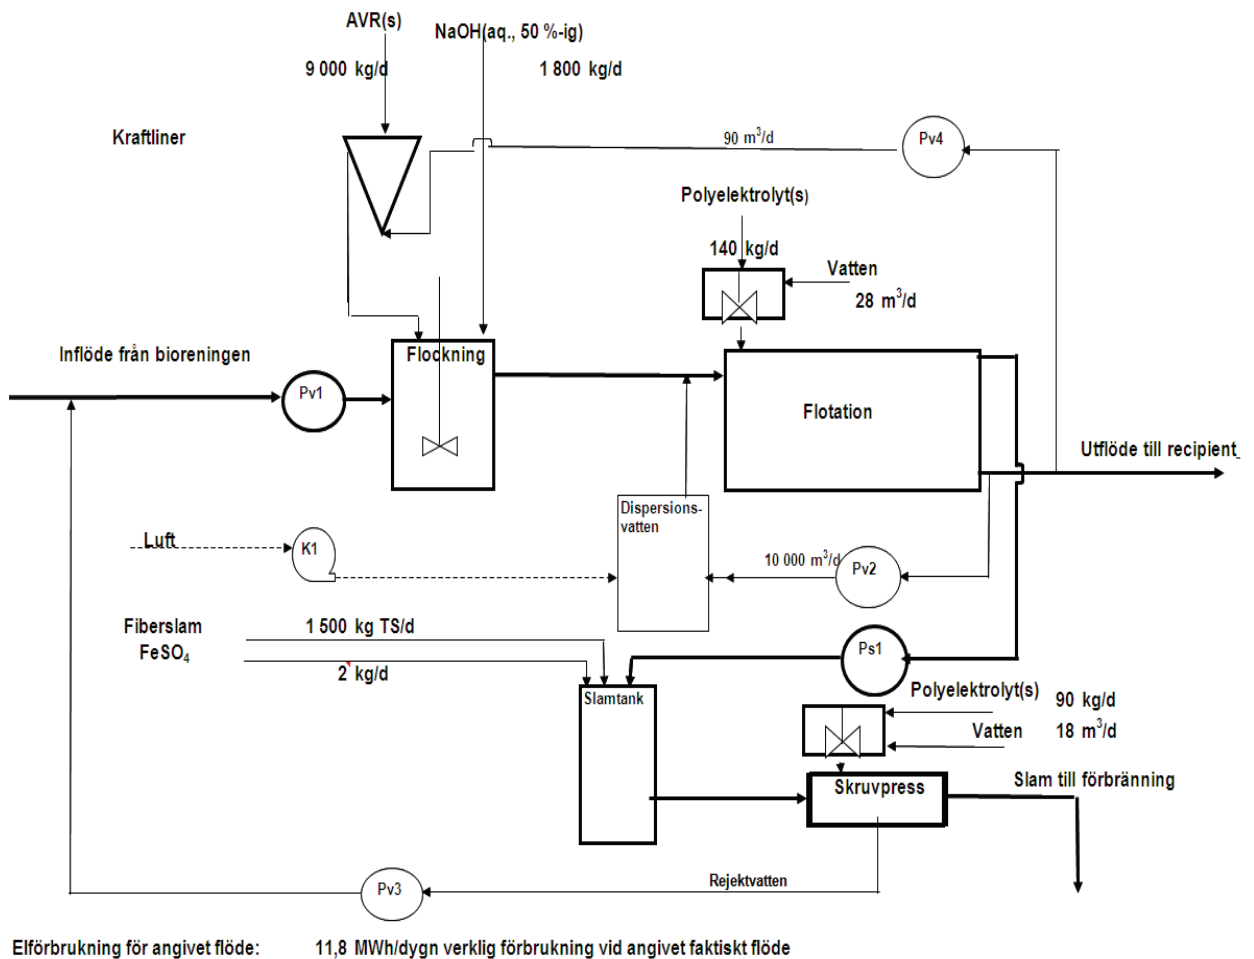 AVR(s)
NaOH(aq., 50 %-ig)
9 000 kg/d
1 800 kg/d
Kraftliner
90 m³/d
Pv4
Polyelektrolyt(s)
140 kg/d
Vatten
28 m³/d
Inflöde från bioreningen
Flockning
Pv1
Flotation
Utflöde till recipient
Dispersions-
vatten
Luft
K1
10 000 m³/d
Pv2
Fiberslam
1 500 kg TS/d
FeSO₄
2 kg/d
Ps1
Slamtank
Polyelektrolyt(s)
90 kg/d
Vatten
18 m³/d
Skruvpress
Slam till förbränning
Pv3
Rejektvatten
Elförbrukning för angivet flöde: 11,8 MWh/dygn verklig förbrukning vid angivet faktiskt flöde